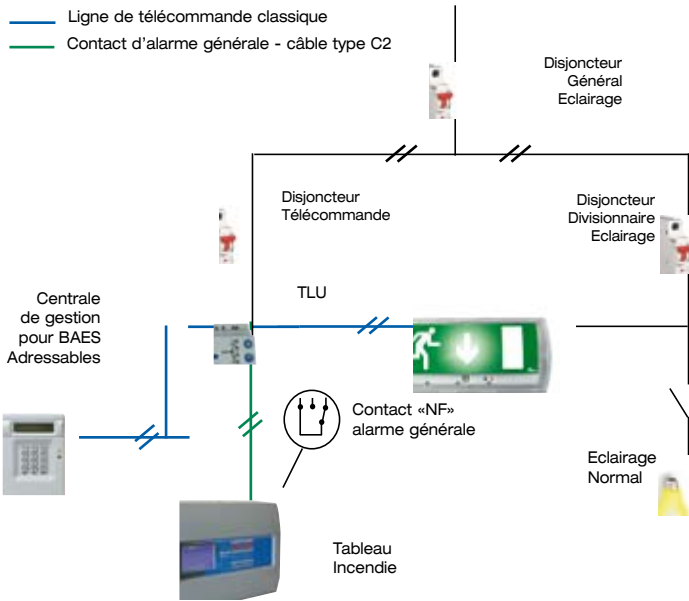 Ligne de télécommande classique
Contact d'alarme générale - câble type C2
Disjoncteur
Général
Eclairage
Disjoncteur
Télécommande
Disjoncteur
Divisionnaire
Eclairage
Centrale
de gestion
pour BAES
Adressables
TLU
Contact «NF»
alarme générale
Eclairage
Normal
Tableau
Incendie